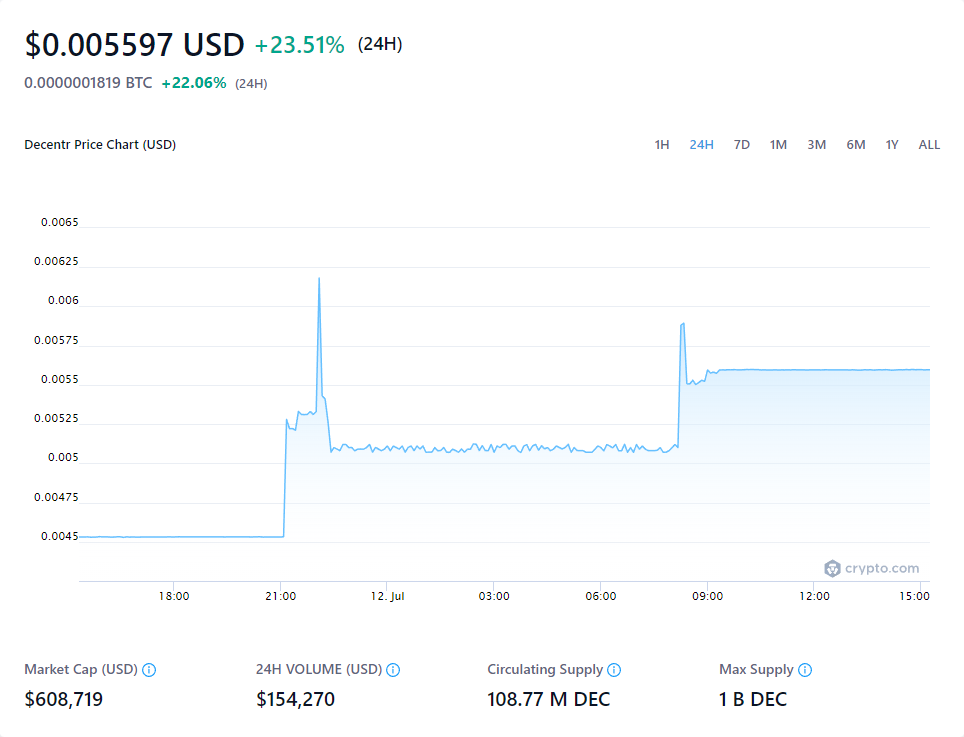 $0.005597 USD +23.51% (24H)
0.0000001819 BTC +22.06% (24H)
Decentr Price Chart (USD) 1H 24H 7D 1M 3M 6M 1Y ALL
0.0065
0.00625
0.006
0.00575
0.0055
0.00525
0.005
0.00475
0.0045
crypto.com
18:00 21:00 12. Jul 03:00 06:00 09:00 12:00 15:00
Market Cap (USD) 24H VOLUME (USD) Circulating Supply Max Supply
$608,719 $154,270 108.77 M DEC 1 B DEC